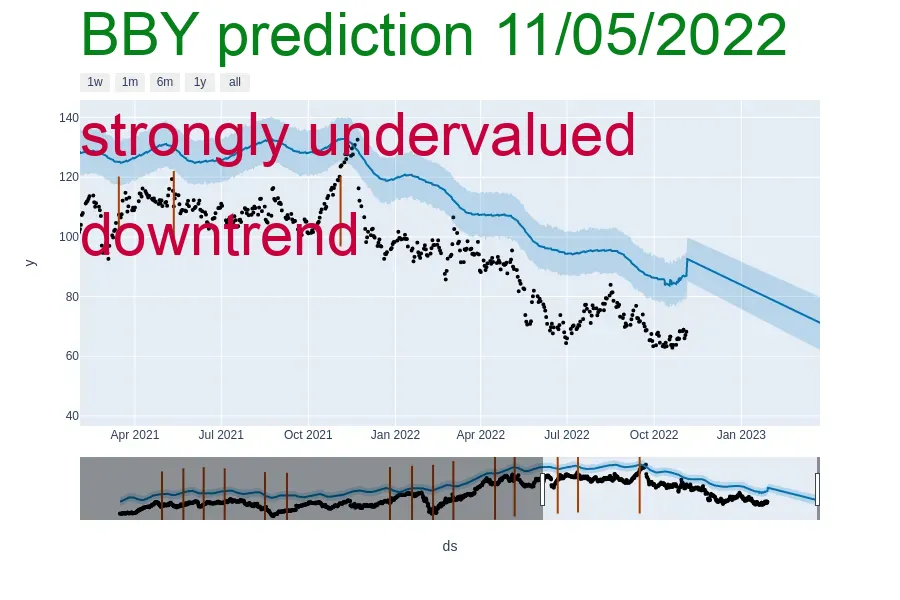 BBY prediction 11/05/2022
1w 1m 6m 1y all
strongly undervalued
downtrend
140
120
100
80
60
40
y
Apr 2021 Jul 2021 Oct 2021 Jan 2022 Apr 2022 Jul 2022 Oct 2022 Jan 2023
ds